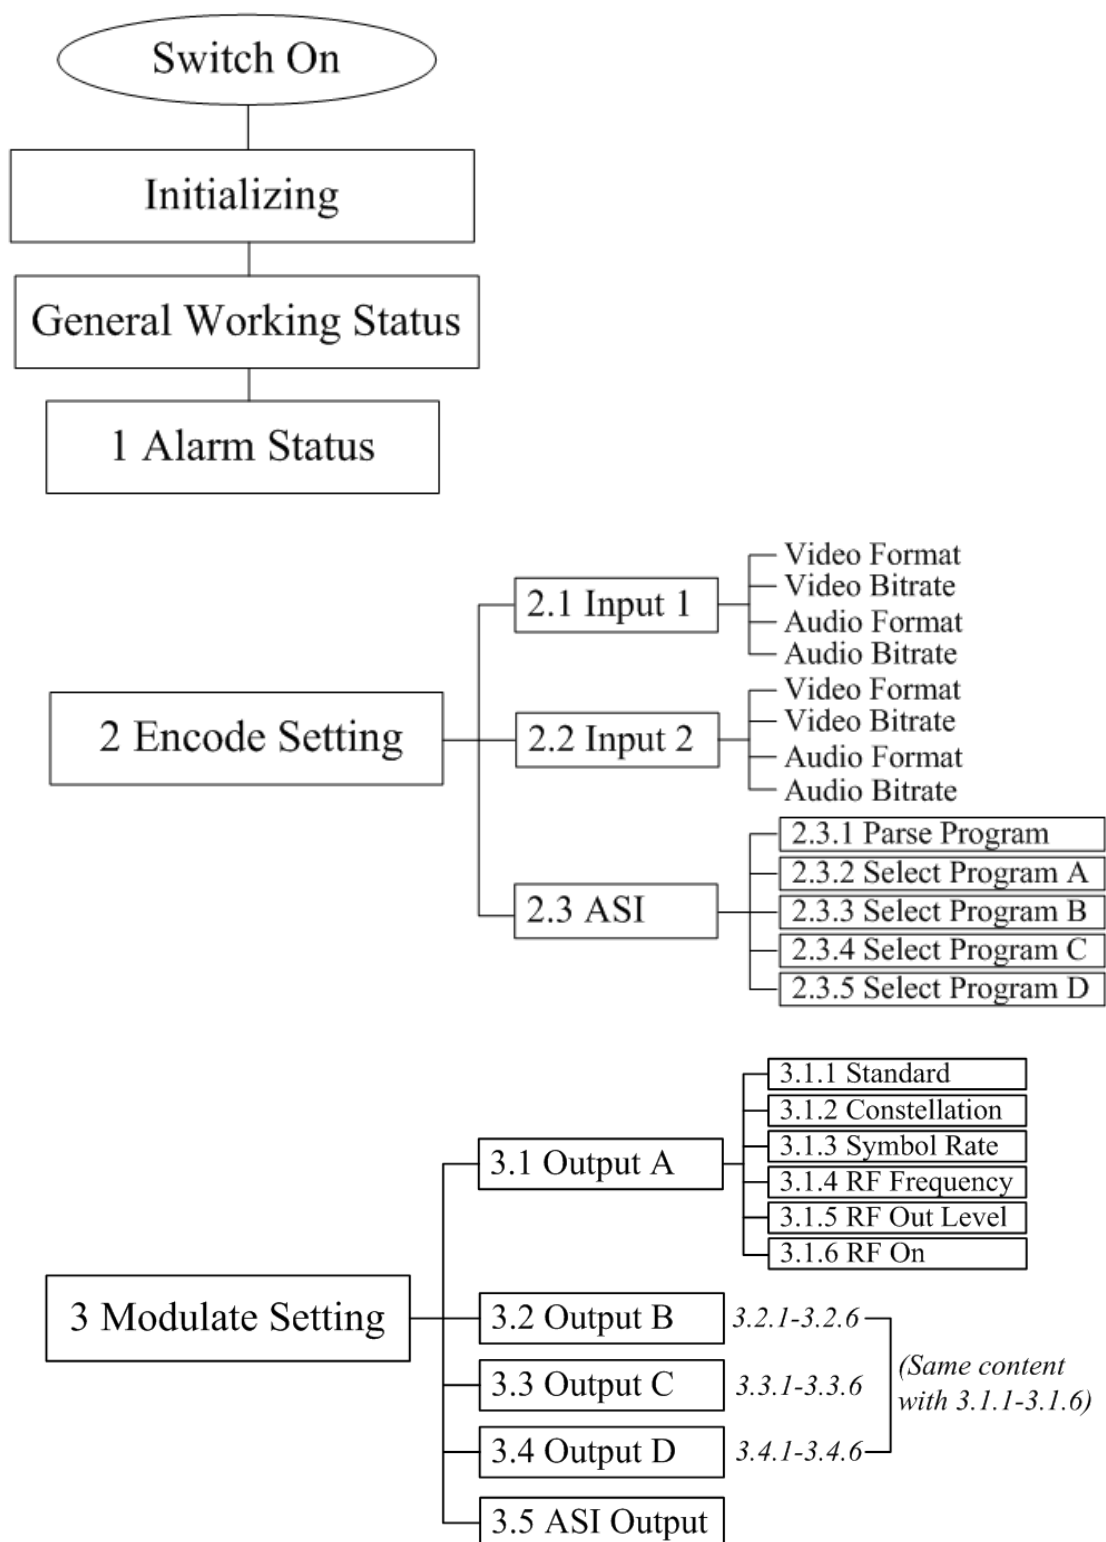 Switch On
Initializing
General Working Status
1 Alarm Status
2 Encode Setting
2.1 Input 1
Video Format
Video Bitrate
Audio Format
Audio Bitrate
2.2 Input 2
Video Format
Video Bitrate
Audio Format
Audio Bitrate
2.3 ASI
2.3.1 Parse Program
2.3.2 Select Program A
2.3.3 Select Program B
2.3.4 Select Program C
2.3.5 Select Program D
3 Modulate Setting
3.1 Output A
3.1.1 Standard
3.1.2 Constellation
3.1.3 Symbol Rate
3.1.4 RF Frequency
3.1.5 RF Out Level
3.1.6 RF On
3.2 Output B
3.2.1-3.2.6
3.3 Output C
3.3.1-3.3.6
3.4 Output D
3.4.1-3.4.6
(Same content
with 3.1.1-3.1.6)
3.5 ASI Output